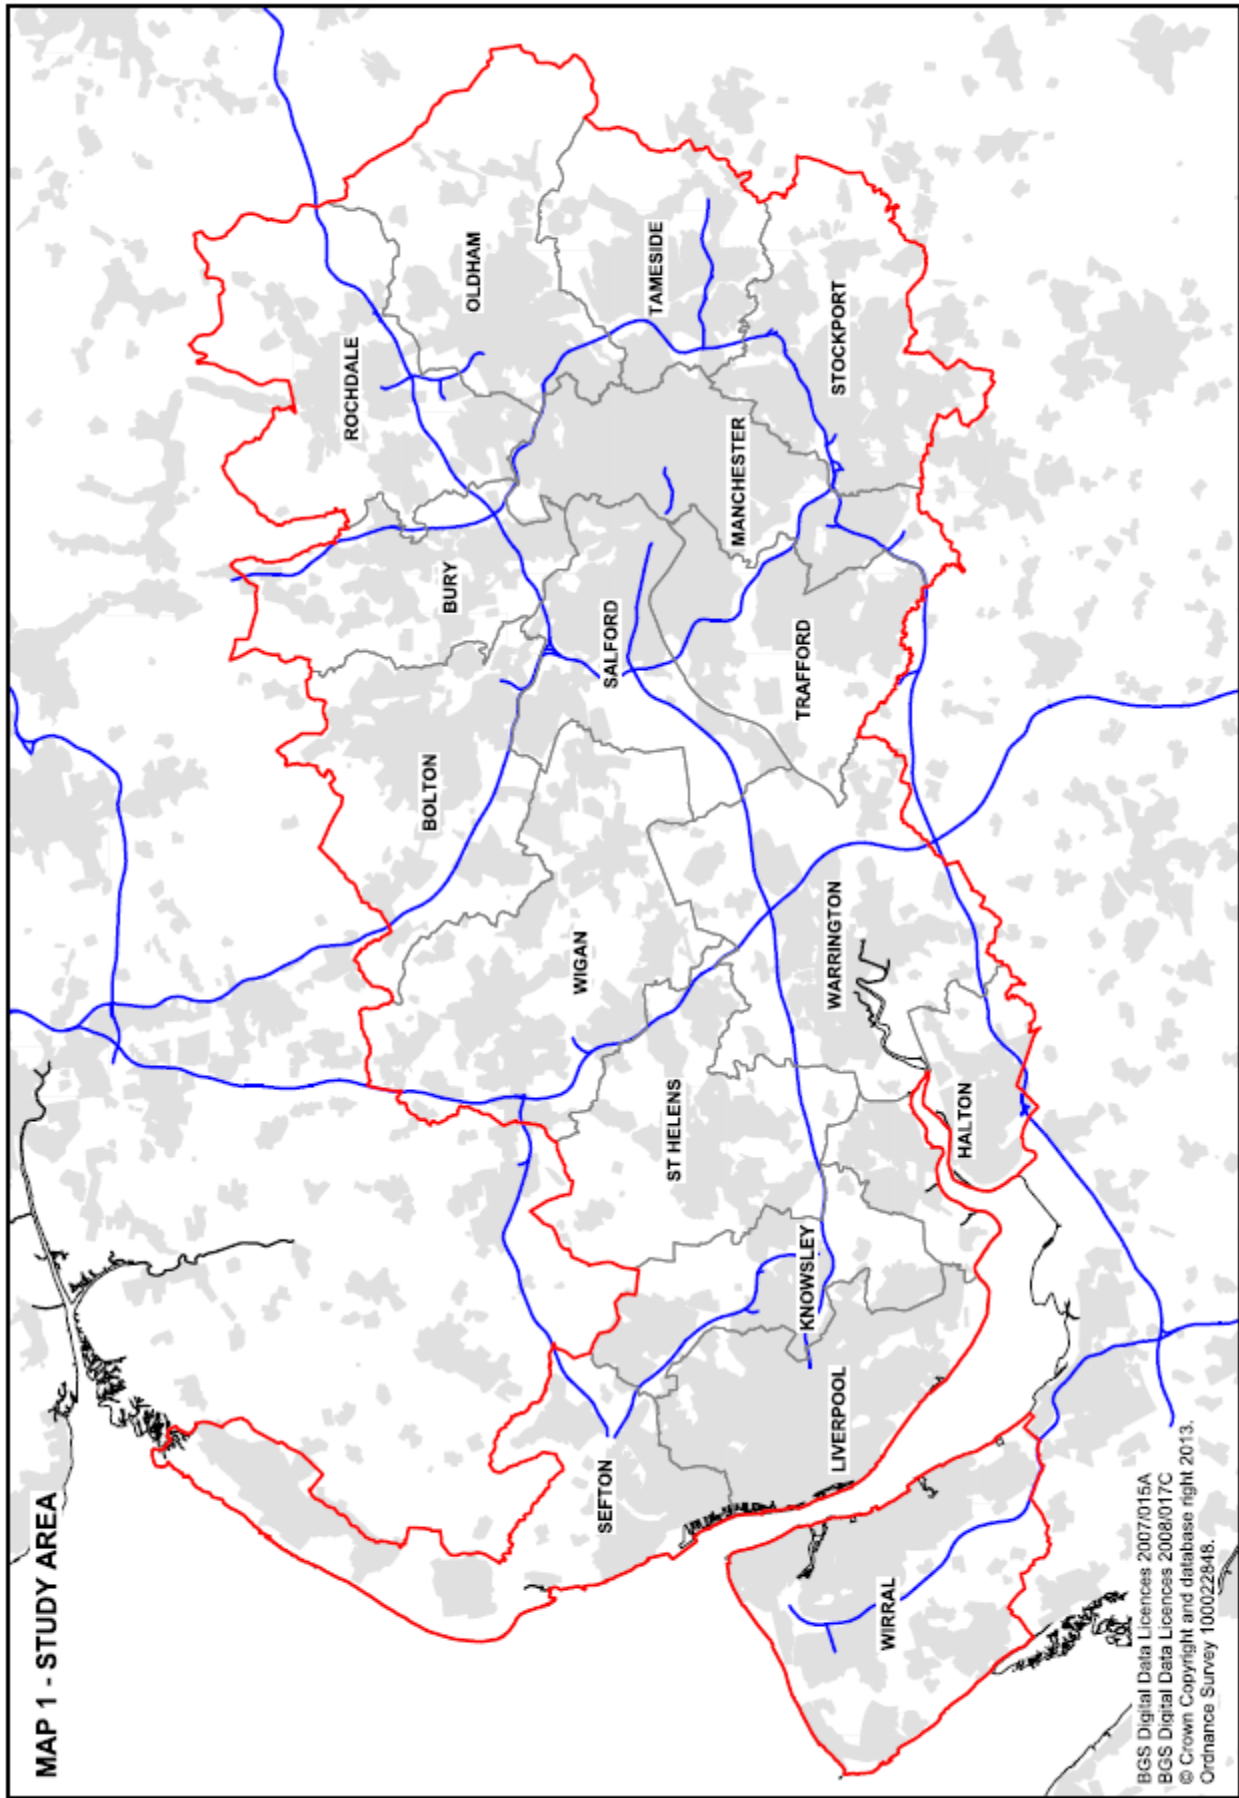 MAP 1 - STUDY AREA
ROCHDALE
OLDHAM
BURY
BOLTON
TAMESIDE
SALFORD
WIGAN
MANCHESTER
STOCKPORT
TRAFFORD
ST HELENS
WARRINGTON
SEFTON
KNOWSLEY
LIVERPOOL
HALTON
WIRRAL
BGS Digital Data Licences 2007/015A
BGS Digital Data Licences 2008/017C
© Crown Copyright and database right 2013.
Ordnance Survey 100022848.